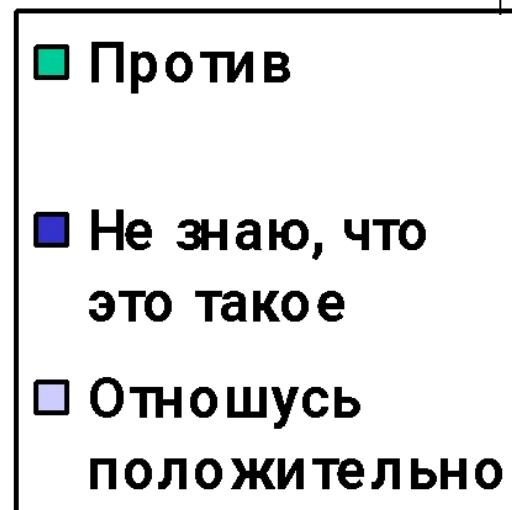 Против
Не знаю, что
это такое
Отношусь
положительно